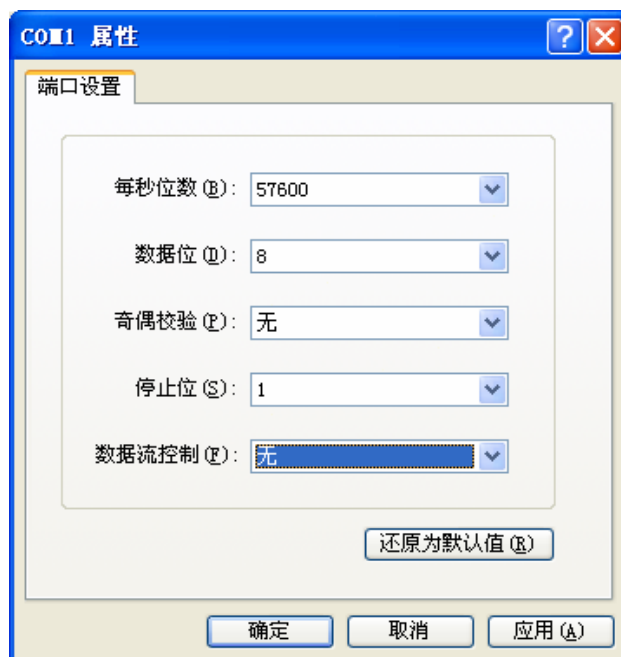 COM1 属性
端口设置
每秒位数(B): 57600
数据位(D): 8
奇偶校验(P): 无
停止位(S): 1
数据流控制(F): 无
还原为默认值(R)
确定 取消 应用(A)